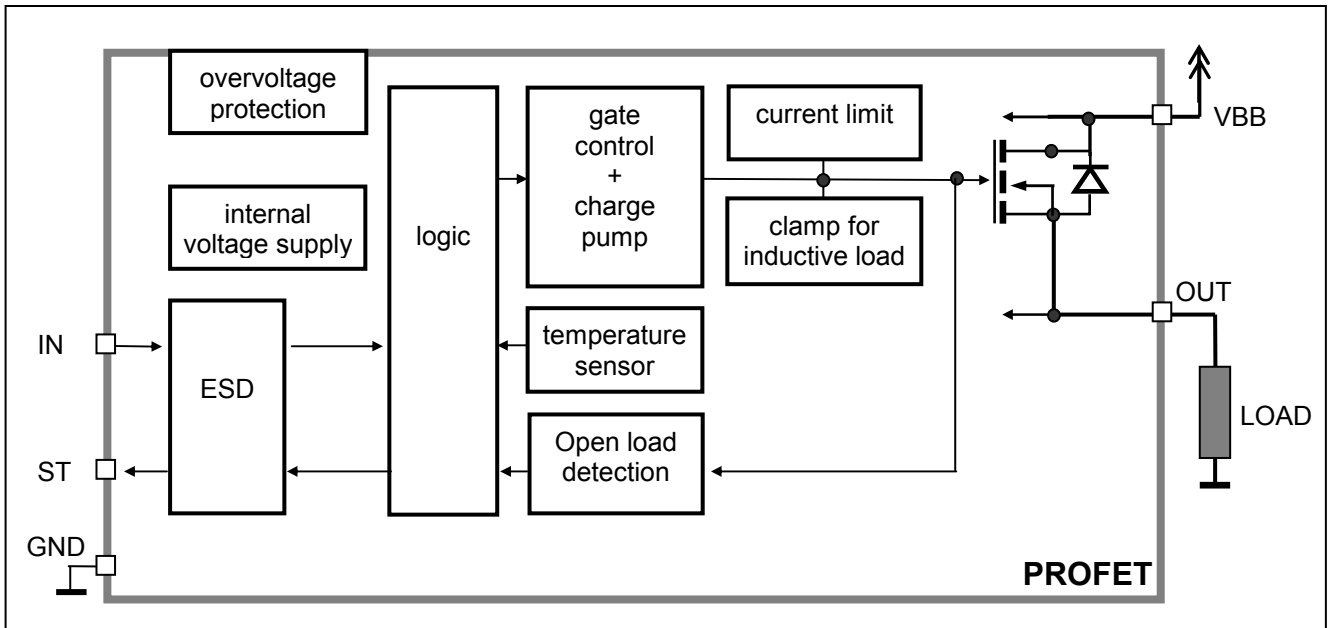 overvoltage
protection
internal
voltage supply
logic
gate
control
+
charge
pump
current limit
clamp for
inductive load
VBB
OUT
IN
ESD
temperature
sensor
LOAD
ST
Open load
detection
GND
PROFET